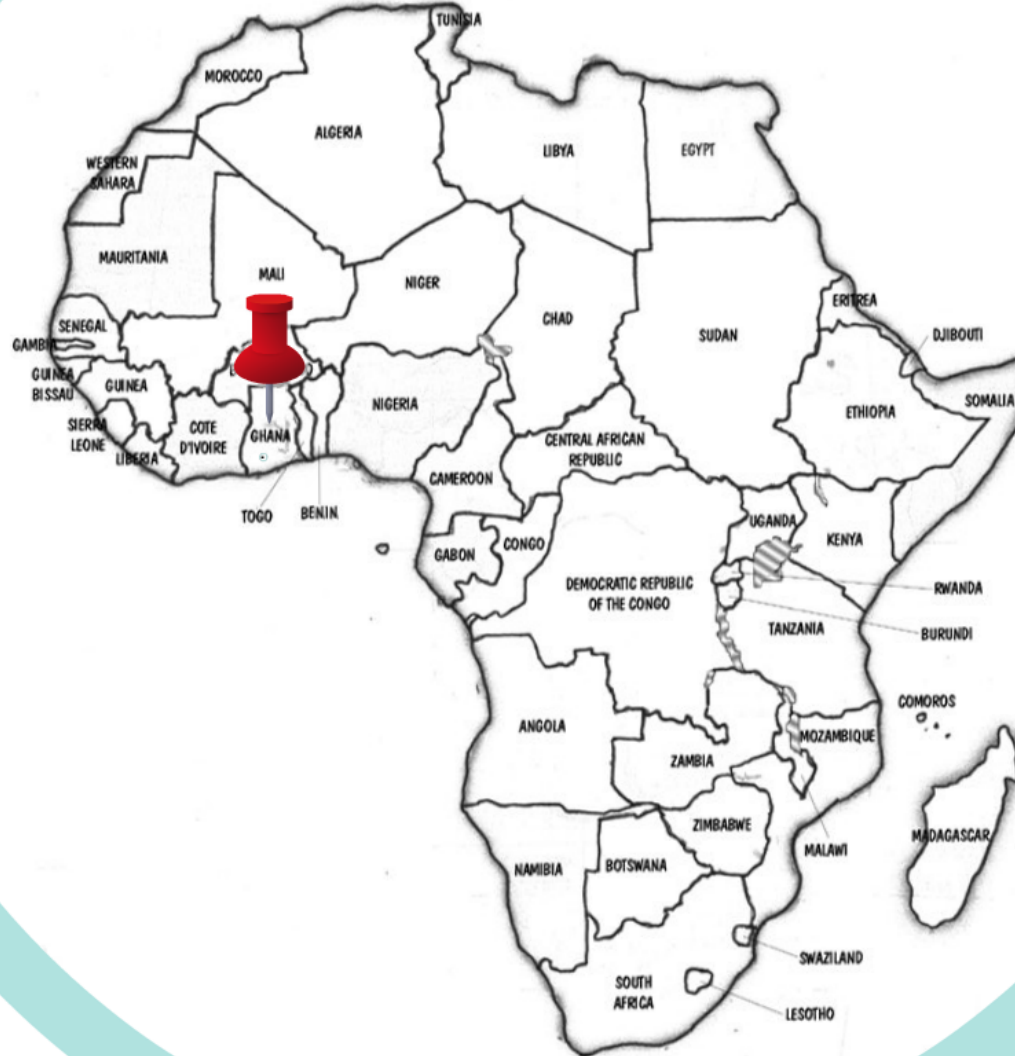 TUNISIA
MOROCCO
ALGERIA
LIBYA
EGYPT
WESTERN
SAHARA
MAURITANIA
MALI
NIGER
CHAD
SUDAN
ERITREA
DJIBOUTI
SENEGAL
GAMBIA
GUINEA
BISSAU
GUINEA
SIERRA
LEONE
LIBERIA
COTE
D'IVOIRE
GHANA
TOGO
BENIN
NIGERIA
CAMEROON
CENTRAL AFRICAN
REPUBLIC
ETHIOPIA
SOMALIA
GABON
CONGO
DEMOCRATIC REPUBLIC
OF THE CONGO
UGANDA
KENYA
RWANDA
BURUNDI
TANZANIA
COMOROS
ANGOLA
ZAMBIA
MOZAMBIQUE
MALAWI
ZIMBABWE
MADAGASCAR
NAMIBIA
BOTSWANA
SWAZILAND
SOUTH
AFRICA
LESOTHO